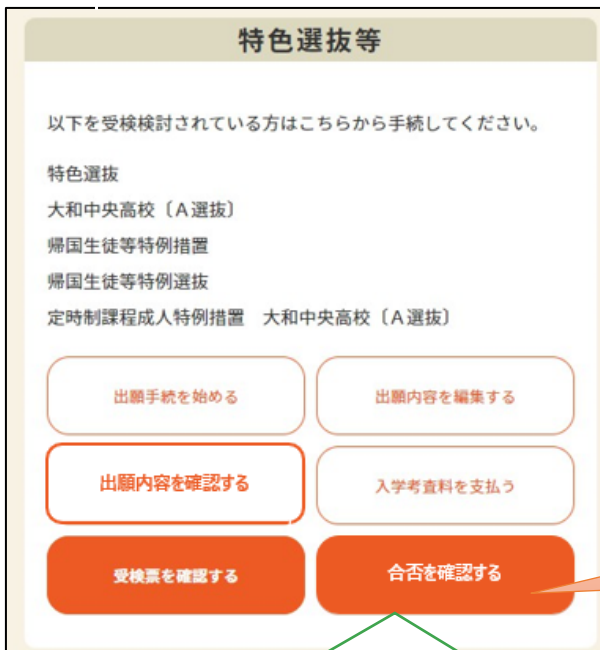 特色選抜等
以下を受検検討されている方はこちらから手続してください。
特色選抜
大和中央高校〔A選抜〕
帰国生徒等特例措置
帰国生徒等特例選抜
定時制課程成人特例措置　大和中央高校〔A選抜〕
出願手続を始める
出願内容を編集する
出願内容を確認する
入学考査料を支払う
受検票を確認する
合否を確認する